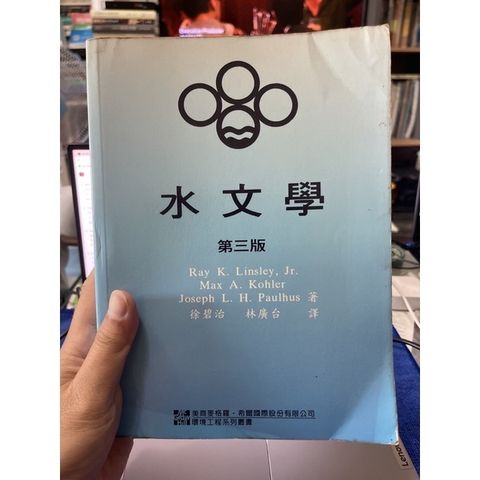 水文學
第三版
Ray K. Linsley, Jr.
Max A. Kohler
Joseph L. H. Paulhus 著
徐碧治 林廣台 譯
美商麥格羅・希爾國際股份有限公司
環境工程系列叢書
Lenovo